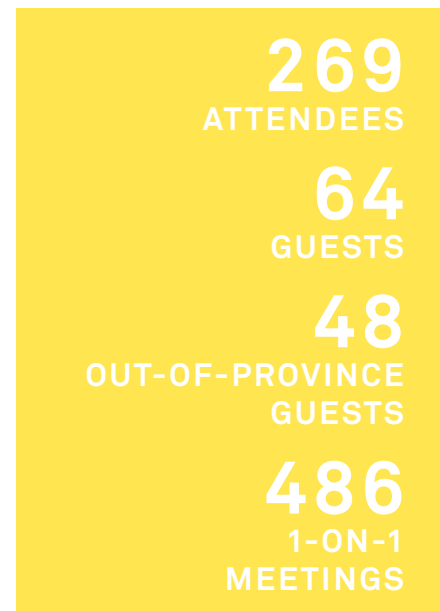 269
ATTENDEES
64
GUESTS
48
OUT-OF-PROVINCE
GUESTS
486
1-ON-1
MEETINGS